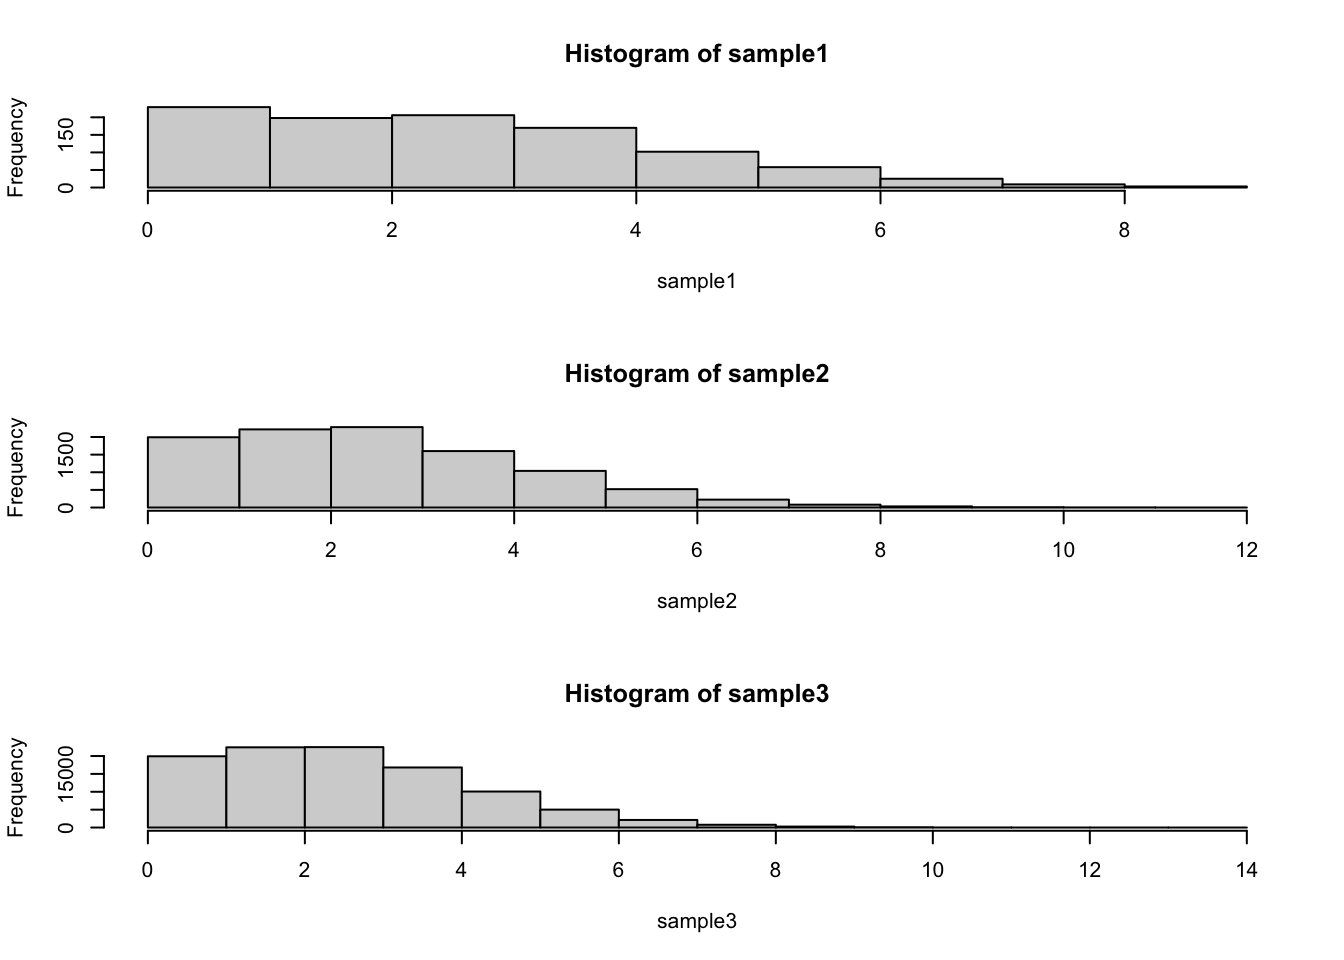 Histogram of sample1
Frequency
150
0
0 2 4 6 8
sample1
Histogram of sample2
Frequency
1500
0
0 2 4 6 8 10 12
sample2
Histogram of sample3
Frequency
15000
0
0 2 4 6 8 10 12 14
sample3